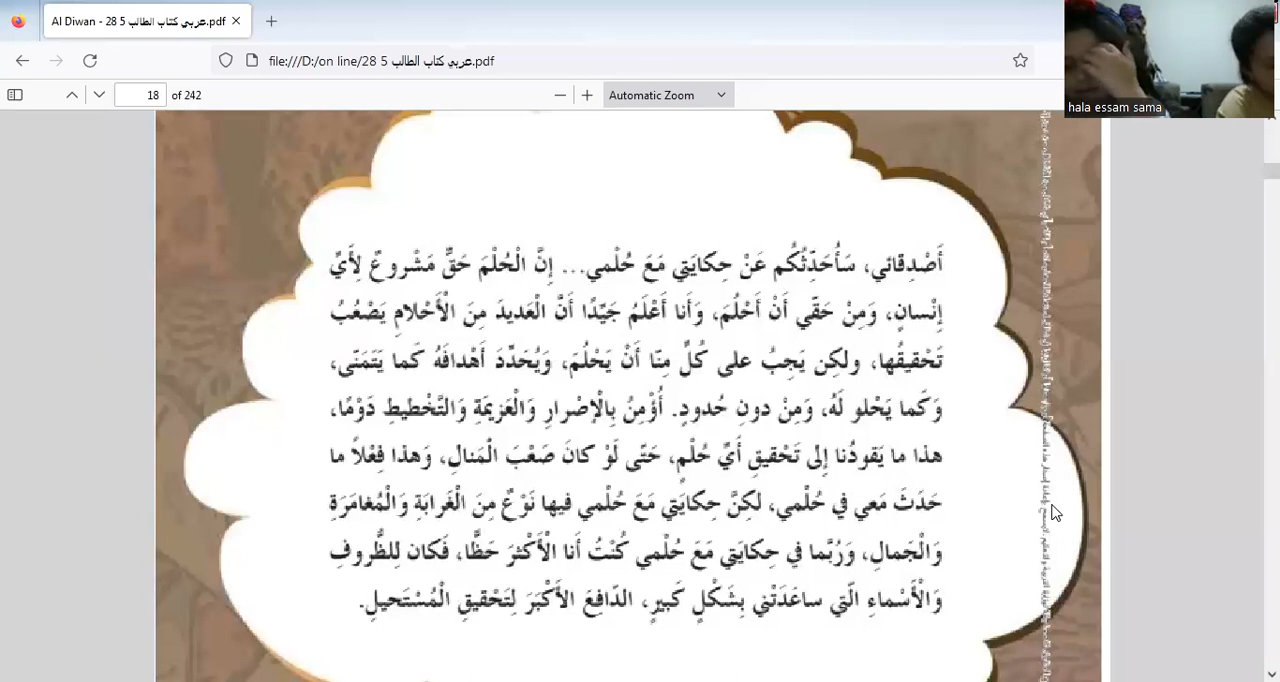 Al Diwan - 28 5 عربي كتاب الطالب.pdf
file:///D:/on line/28 5 عربي كتاب الطالب.pdf
18 of 242
Automatic Zoom
hala essam sama
أَصْدِقائي، سَأُحَدِّثُكُم عَنْ حِكايَتي مَعَ حُلْمي... إِنَّ الْحُلْمَ حَقٌّ مَشْروعٌ لِأَيِّ
إِنْسانٍ، وَمِنْ حَقّي أَنْ أَحْلُمَ، وَأَنا أَعْلَمُ جَيِّدًا أَنَّ الْعَديدَ مِنَ الْأَحْلامِ يَصْعُبُ
تَحْقيقُها، ولكِن يَجِبُ على كُلٍّ مِنّا أَنْ يَحْلُمَ، وَيُحَدِّدَ أَهْدافَهُ كَما يَتَمَنّى،
وَكَما يَحْلو لَهُ، وَمِنْ دونِ حُدودٍ. أُؤْمِنُ بِالْإِصْرارِ وَالْعَزيمَةِ وَالتَّخْطيطِ دَوْمًا،
هذا ما يَقودُنا إِلى تَحْقيقِ أَيِّ حُلْمٍ، حَتّى لَوْ كانَ صَعْبَ الْمَنالِ، وَهذا فِعْلاً ما
حَدَثَ مَعي في حُلْمي، لكِنَّ حِكايَتي مَعَ حُلْمي فيها نَوْعٌ مِنَ الْغَرابَةِ وَالْمُغامَرَةِ
وَالْجَمالِ، وَرُبَّما في حِكايَتي مَعَ حُلْمي كُنْتُ أَنا الْأَكْثَرَ حَظًّا، فَكان لِلظُّروفِ
وَالْأَسْماءِ الّتي ساعَدَتْني بِشَكْلٍ كَبيرٍ، الدّافِعَ الْأَكْبَرَ لِتَحْقيقِ الْمُسْتَحيلِ.